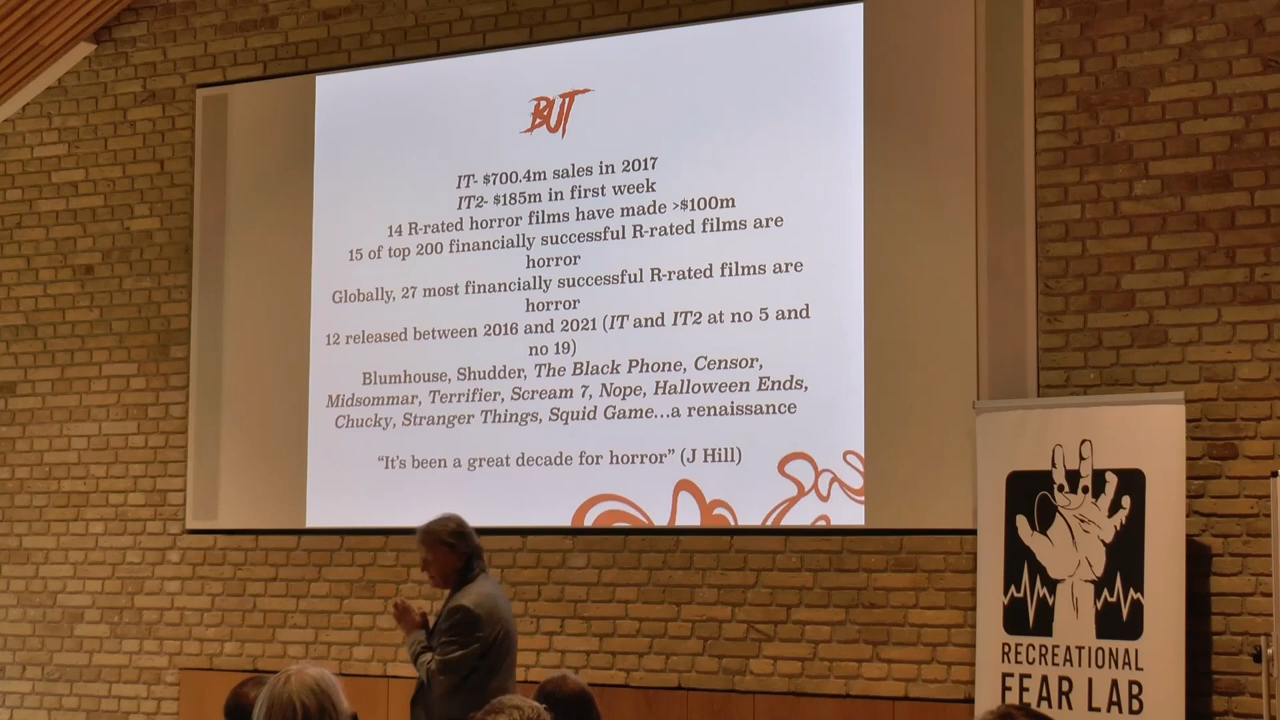 BUT
IT- $700.4m sales in 2017
IT2- $185m in first week
14 R-rated horror films have made >$100m
15 of top 200 financially successful R-rated films are
horror
Globally, 27 most financially successful R-rated films are
horror
12 released between 2016 and 2021 (IT and IT2 at no 5 and
no 19)
Blumhouse, Shudder, The Black Phone, Censor,
Midsommar, Terrifier, Scream 7, Nope, Halloween Ends,
Chucky, Stranger Things, Squid Game...a renaissance
“It’s been a great decade for horror” (J Hill)
RECREATIONAL
FEAR LAB